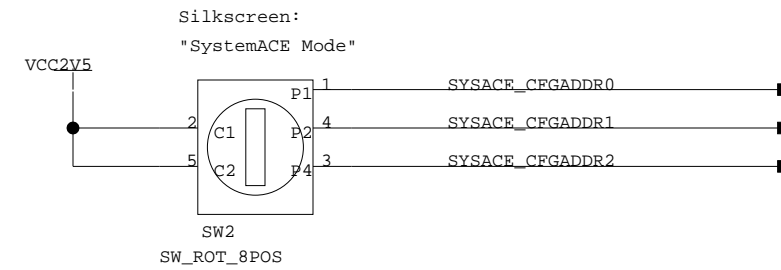 Silkscreen:
"SystemACE Mode"
VCC2V5
P1 1 SYSACE_CFGADDR0
2 C1 P2 4 SYSACE_CFGADDR1
5 C2 P4 3 SYSACE_CFGADDR2
SW2
SW_ROT_8POS